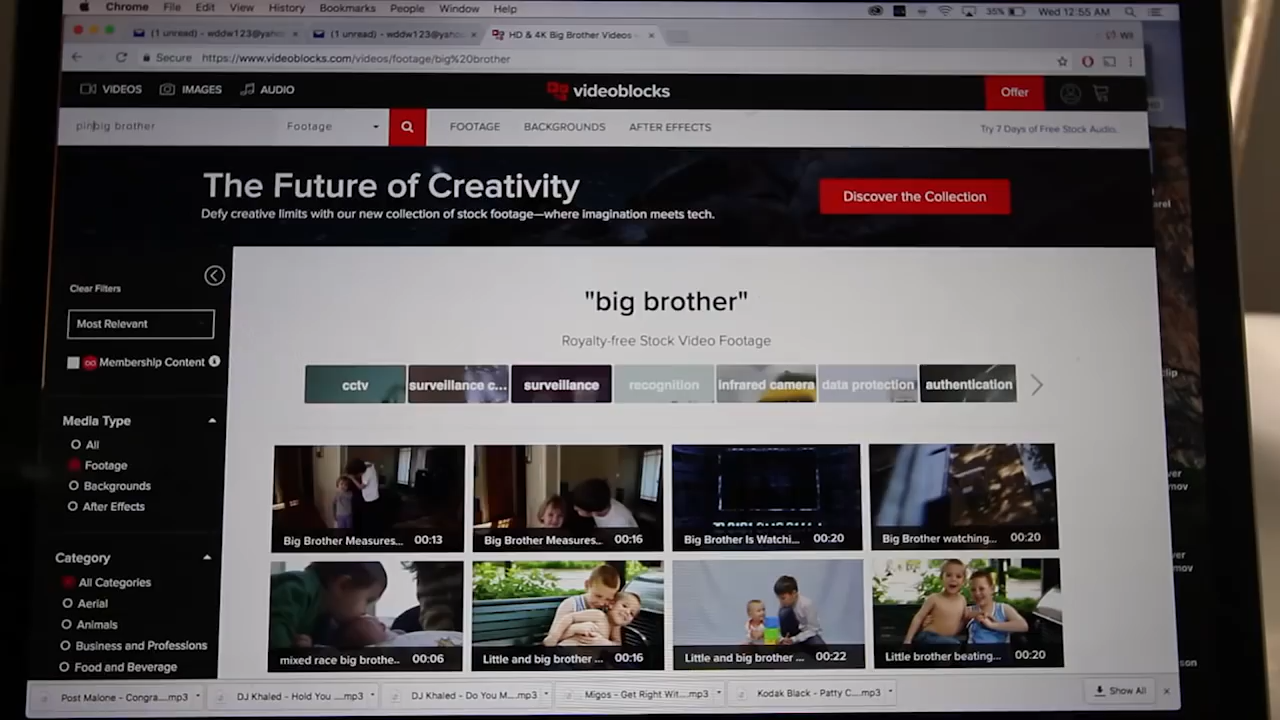 Chrome File Edit View History Bookmarks People Window Help 35% Wed 12:55 AM
(1 unread) - wddw123@yaho (1 unread) - wddw123@yaho HD & 4K Big Brother Videos - Wil
Secure https://www.videoblocks.com/videos/footage/big%20brother
VIDEOS IMAGES AUDIO videoblocks Offer
pinbig brother Footage FOOTAGE BACKGROUNDS AFTER EFFECTS Try 7 Days of Free Stock Audio.
The Future of Creativity
Defy creative limits with our new collection of stock footage—where imagination meets tech.
Discover the Collection
Clear Filters
Most Relevant
Membership Content
Media Type
All
Footage
Backgrounds
After Effects
Category
All Categories
Aerial
Animals
Business and Professions
Food and Beverage
"big brother"
Royalty-free Stock Video Footage
cctv surveillance c... surveillance recognition infrared camera data protection authentication
Big Brother Measures... 00:13 Big Brother Measures... 00:16 Big Brother Is Watchi... 00:20 Big Brother watching... 00:20
mixed race big brothe.. 00:06 Little and big brother ... 00:16 Little and big brother ... 00:22 Little brother beating... 00:20
Post Malone - Congra....mp3 DJ Khaled - Hold You ....mp3 DJ Khaled - Do You M....mp3 Migos - Get Right Wit....mp3 Kodak Black - Patty C....mp3 Show All